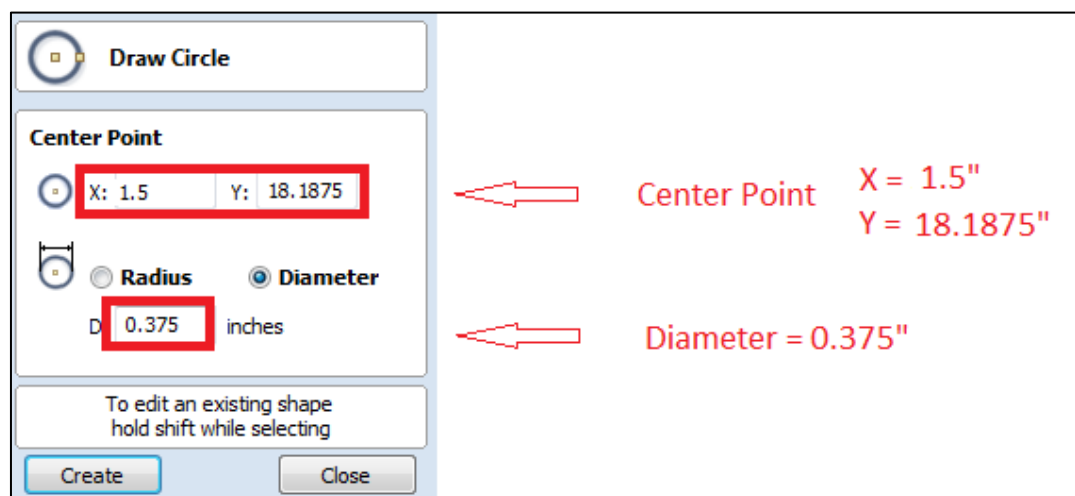 Draw Circle
Center Point
X: 1.5 Y: 18.1875
Radius Diameter
D 0.375 inches
To edit an existing shape
hold shift while selecting
Create Close
Center Point
X = 1.5"
Y = 18.1875"
Diameter = 0.375"